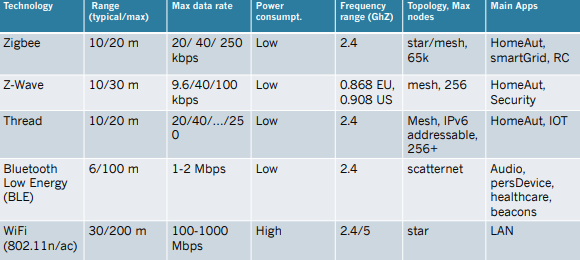 Technology Range (typical/max) Max data rate Power consumpt. Frequency range (GhZ) Topology, Max nodes Main Apps
Zigbee 10/20 m 20/ 40/ 250 kbps Low 2.4 star/mesh, 65k HomeAut, smartGrid, RC
Z-Wave 10/30 m 9.6/40/100 kbps Low 0.868 EU, 0.908 US mesh, 256 HomeAut, Security
Thread 10/20 m 20/40/.../25 0 Low 2.4 Mesh, IPv6 addressable, 256+ HomeAut, IOT
Bluetooth Low Energy (BLE) 6/100 m 1-2 Mbps Low 2.4 scatternet Audio, persDevice, healthcare, beacons
WiFi (802.11n/ac) 30/200 m 100-1000 Mbps High 2.4/5 star LAN